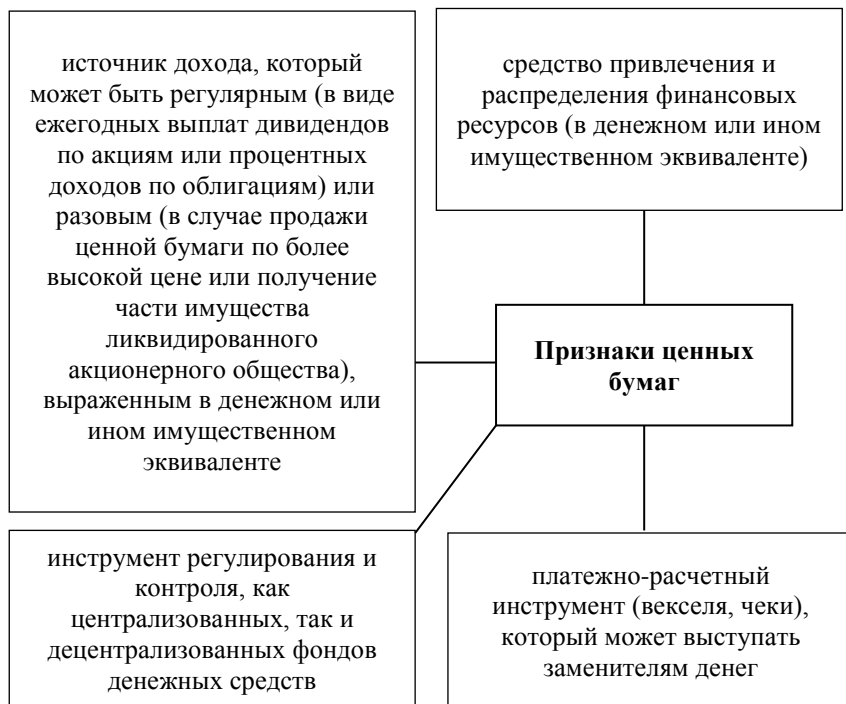 источник дохода, который
может быть регулярным (в виде
ежегодных выплат дивидендов
по акциям или процентных
доходов по облигациям) или
разовым (в случае продажи
ценной бумаги по более
высокой цене или получение
части имущества
ликвидированного
акционерного общества),
выраженным в денежном или
ином имущественном
эквиваленте
средство привлечения и
распределения финансовых
ресурсов (в денежном или ином
имущественном эквиваленте)
Признаки ценных
бумаг
инструмент регулирования и
контроля, как
централизованных, так и
децентрализованных фондов
денежных средств
платежно-расчетный
инструмент (векселя, чеки),
который может выступать
заменителям денег